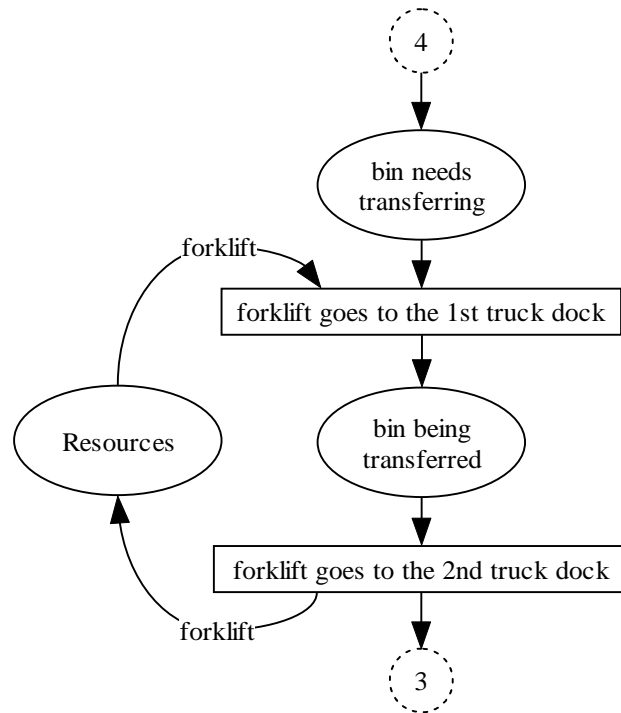 4
bin needs
transferring
forklift
forklift goes to the 1st truck dock
Resources
bin being
transferred
forklift goes to the 2nd truck dock
forklift
3